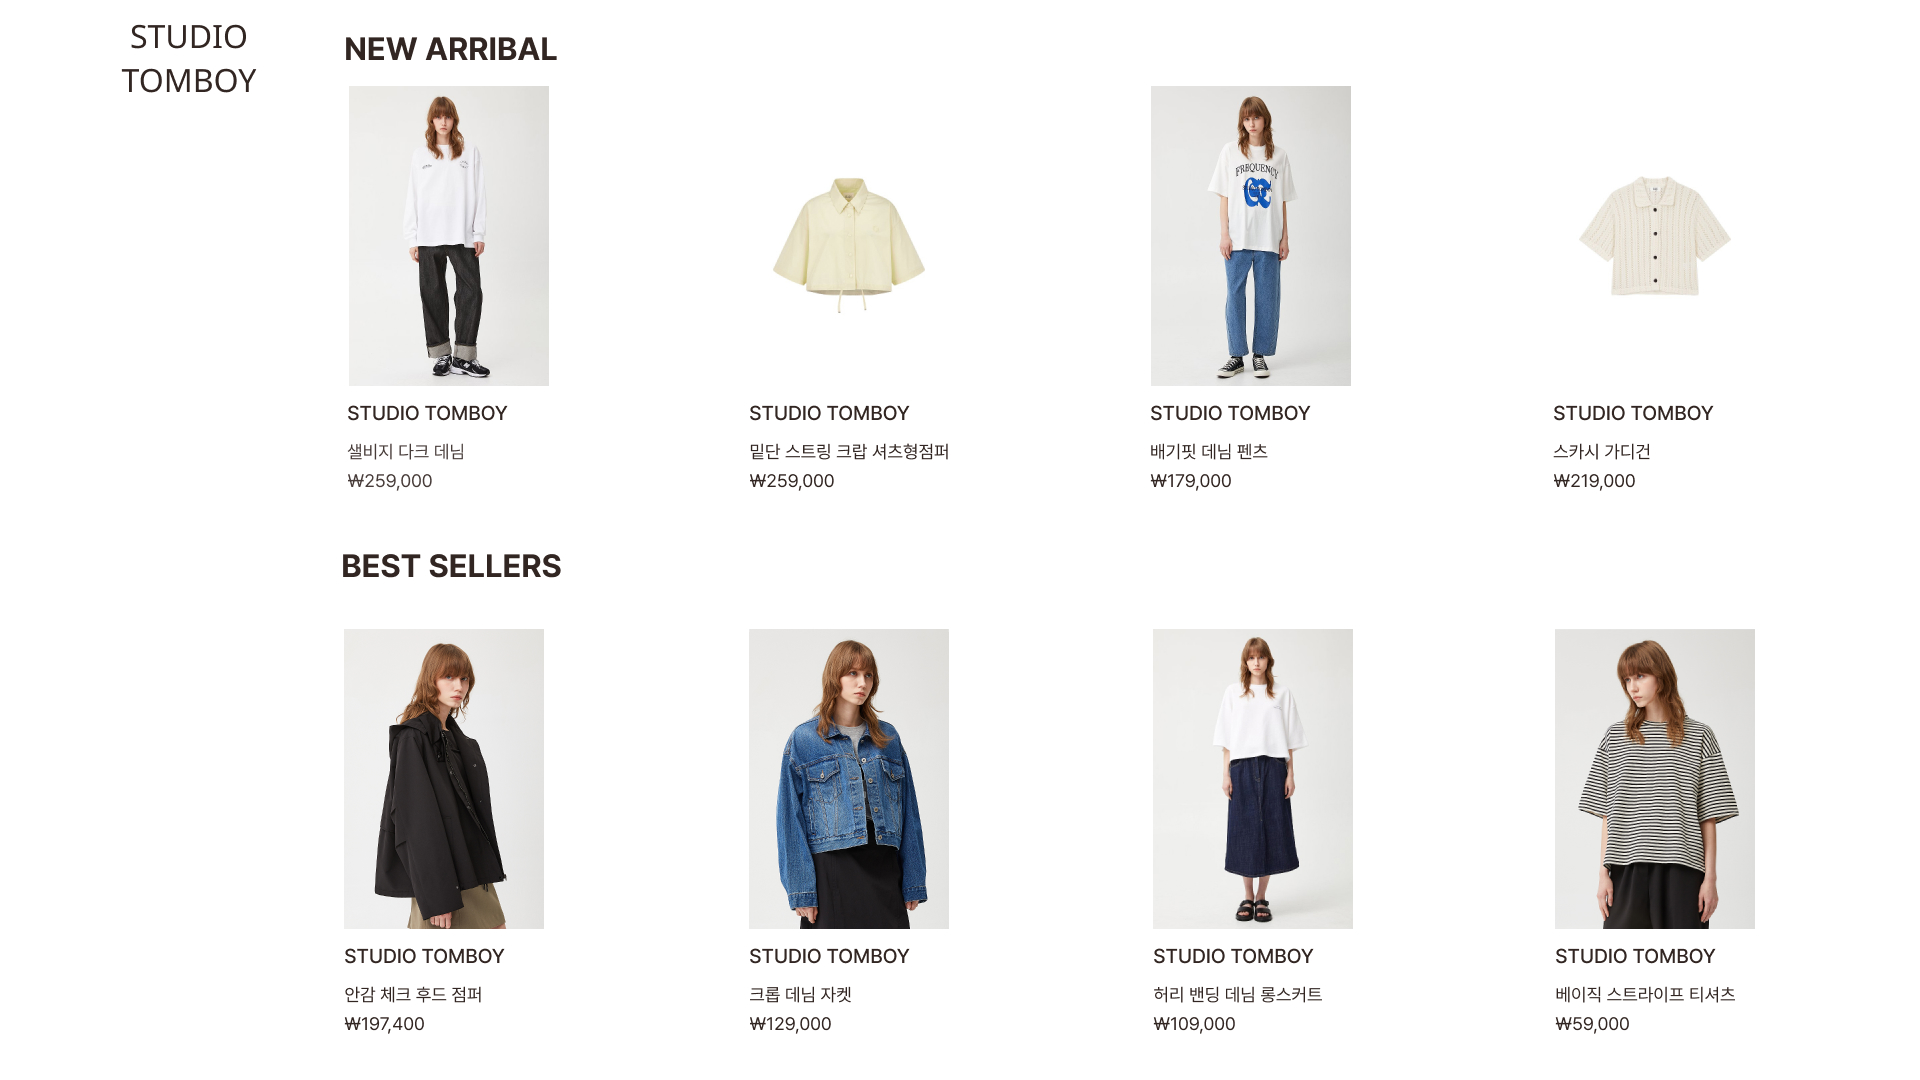 STUDIO
TOMBOY
NEW ARRIBAL
FREQUENCY
STUDIO TOMBOY
샐비지 다크 데님
₩259,000
STUDIO TOMBOY
밑단 스트링 크랍 셔츠형점퍼
₩259,000
STUDIO TOMBOY
배기핏 데님 펜츠
₩179,000
STUDIO TOMBOY
스카시 가디건
₩219,000
BEST SELLERS
STUDIO TOMBOY
안감 체크 후드 점퍼
₩197,400
STUDIO TOMBOY
크롭 데님 자켓
₩129,000
STUDIO TOMBOY
허리 밴딩 데님 롱스커트
₩109,000
STUDIO TOMBOY
베이직 스트라이프 티셔츠
₩59,000